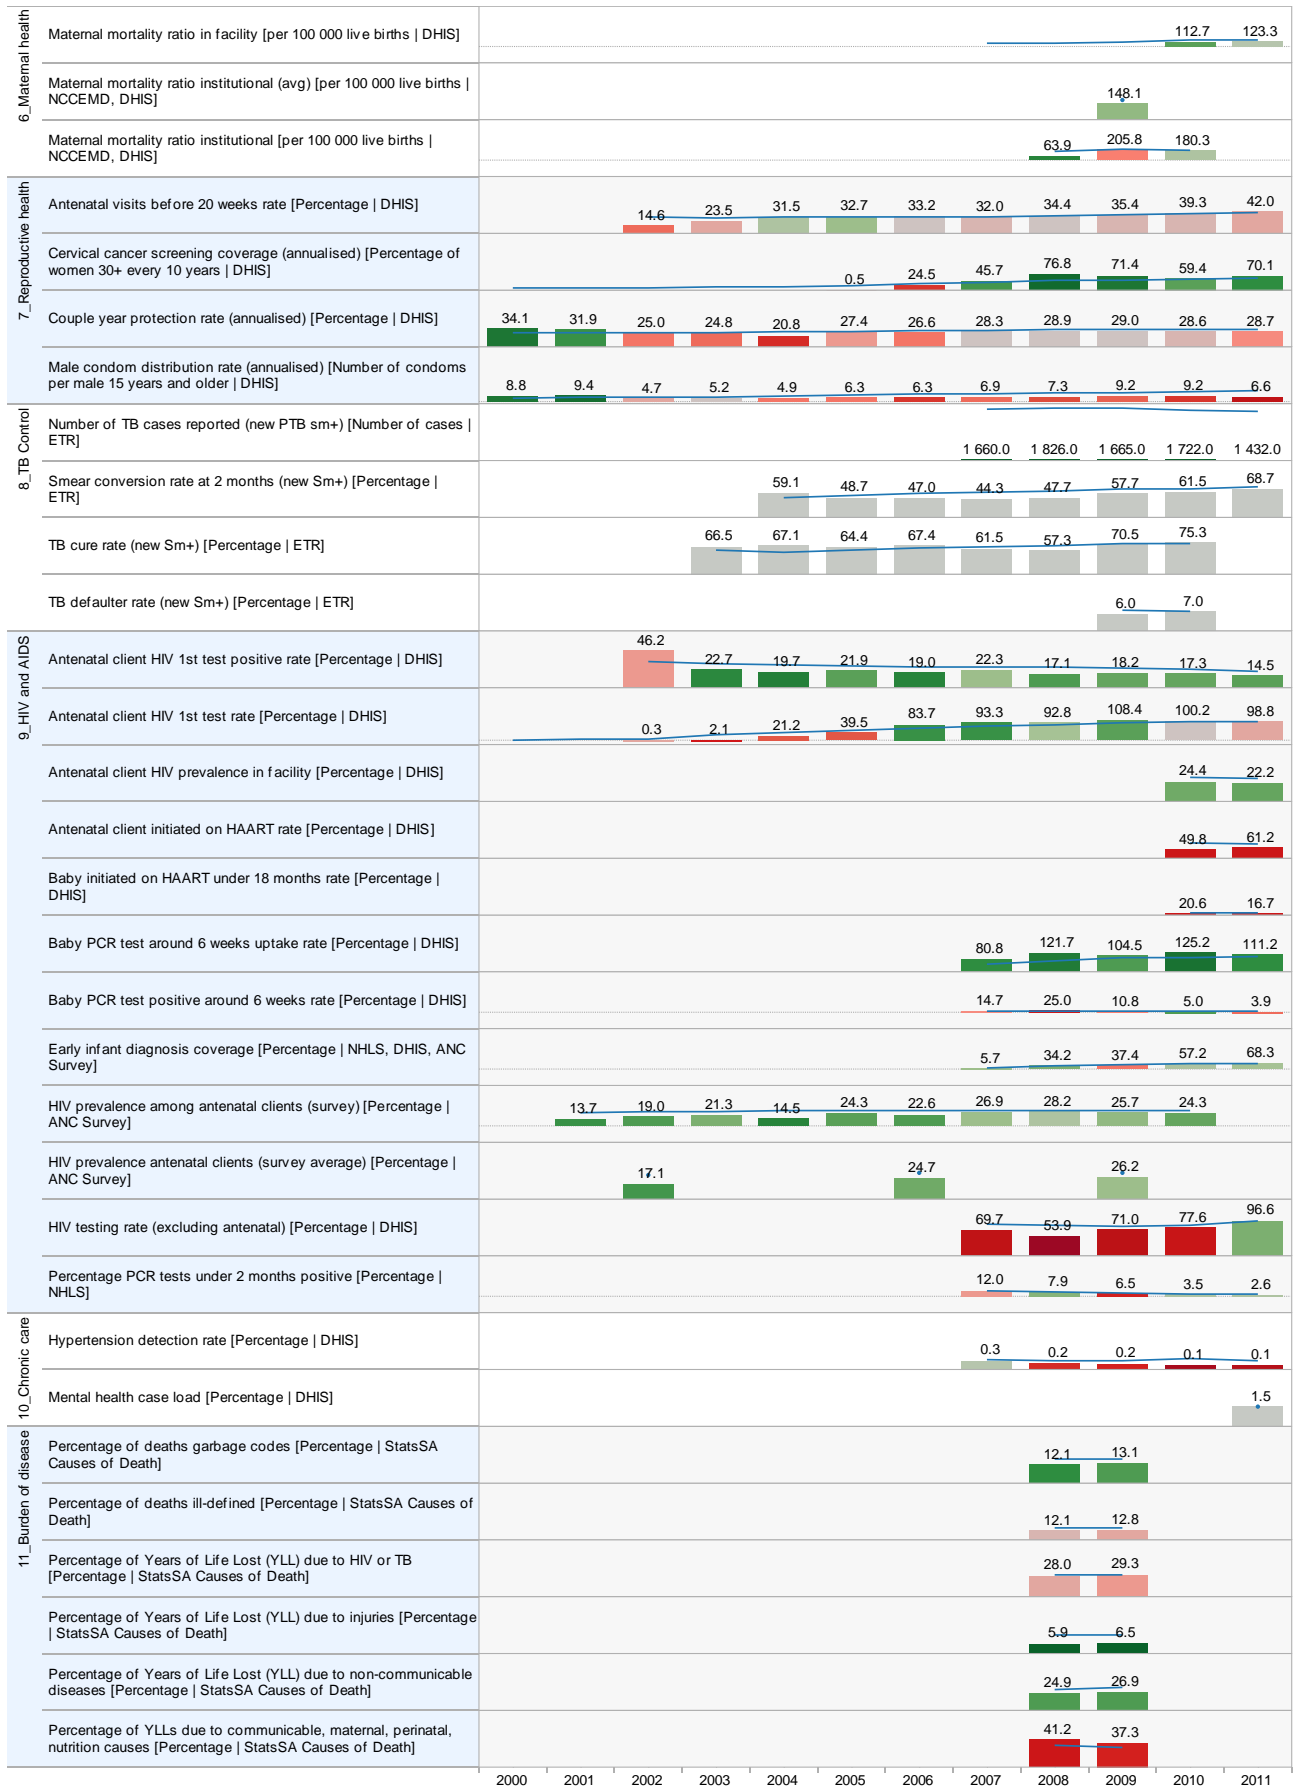 6_Maternal health
Maternal mortality ratio in facility [per 100 000 live births | DHIS]
112.7 123.3
Maternal mortality ratio institutional (avg) [per 100 000 live births |
NCCEMD, DHIS]
148.1
Maternal mortality ratio institutional [per 100 000 live births |
NCCEMD, DHIS]
63.9 205.8 180.3
7_Reproductive health
Antenatal visits before 20 weeks rate [Percentage | DHIS]
14.6 23.5 31.5 32.7 33.2 32.0 34.4 35.4 39.3 42.0
Cervical cancer screening coverage (annualised) [Percentage of
women 30+ every 10 years | DHIS]
0.5 24.5 45.7 76.8 71.4 59.4 70.1
Couple year protection rate (annualised) [Percentage | DHIS]
34.1 31.9 25.0 24.8 20.8 27.4 26.6 28.3 28.9 29.0 28.6 28.7
Male condom distribution rate (annualised) [Number of condoms
per male 15 years and older | DHIS]
8.8 9.4 4.7 5.2 4.9 6.3 6.3 6.9 7.3 9.2 9.2 6.6
8_TB Control
Number of TB cases reported (new PTB sm+) [Number of cases |
ETR]
1 660.0 1 826.0 1 665.0 1 722.0 1 432.0
Smear conversion rate at 2 months (new Sm+) [Percentage |
ETR]
59.1 48.7 47.0 44.3 47.7 57.7 61.5 68.7
TB cure rate (new Sm+) [Percentage | ETR]
66.5 67.1 64.4 67.4 61.5 57.3 70.5 75.3
TB defaulter rate (new Sm+) [Percentage | ETR]
6.0 7.0
9_HIV and AIDS
Antenatal client HIV 1st test positive rate [Percentage | DHIS]
46.2 22.7 19.7 21.9 19.0 22.3 17.1 18.2 17.3 14.5
Antenatal client HIV 1st test rate [Percentage | DHIS]
0.3 2.1 21.2 39.5 83.7 93.3 92.8 108.4 100.2 98.8
Antenatal client HIV prevalence in facility [Percentage | DHIS]
24.4 22.2
Antenatal client initiated on HAART rate [Percentage | DHIS]
49.8 61.2
Baby initiated on HAART under 18 months rate [Percentage |
DHIS]
20.6 16.7
Baby PCR test around 6 weeks uptake rate [Percentage | DHIS]
80.8 121.7 104.5 125.2 111.2
Baby PCR test positive around 6 weeks rate [Percentage | DHIS]
14.7 25.0 10.8 5.0 3.9
Early infant diagnosis coverage [Percentage | NHLS, DHIS, ANC
Survey]
5.7 34.2 37.4 57.2 68.3
HIV prevalence among antenatal clients (survey) [Percentage |
ANC Survey]
13.7 19.0 21.3 14.5 24.3 22.6 26.9 28.2 25.7 24.3
HIV prevalence antenatal clients (survey average) [Percentage |
ANC Survey]
17.1 24.7 26.2
HIV testing rate (excluding antenatal) [Percentage | DHIS]
69.7 53.9 71.0 77.6 96.6
Percentage PCR tests under 2 months positive [Percentage |
NHLS]
12.0 7.9 6.5 3.5 2.6
10_Chronic care
Hypertension detection rate [Percentage | DHIS]
0.3 0.2 0.2 0.1 0.1
Mental health case load [Percentage | DHIS]
1.5
11_Burden of disease
Percentage of deaths garbage codes [Percentage | StatsSA
Causes of Death]
12.1 13.1
Percentage of deaths ill-defined [Percentage | StatsSA Causes of
Death]
12.1 12.8
Percentage of Years of Life Lost (YLL) due to HIV or TB
[Percentage | StatsSA Causes of Death]
28.0 29.3
Percentage of Years of Life Lost (YLL) due to injuries [Percentage
| StatsSA Causes of Death]
5.9 6.5
Percentage of Years of Life Lost (YLL) due to non-communicable
diseases [Percentage | StatsSA Causes of Death]
24.9 26.9
Percentage of YLLs due to communicable, maternal, perinatal,
nutrition causes [Percentage | StatsSA Causes of Death]
41.2 37.3
2000 2001 2002 2003 2004 2005 2006 2007 2008 2009 2010 2011